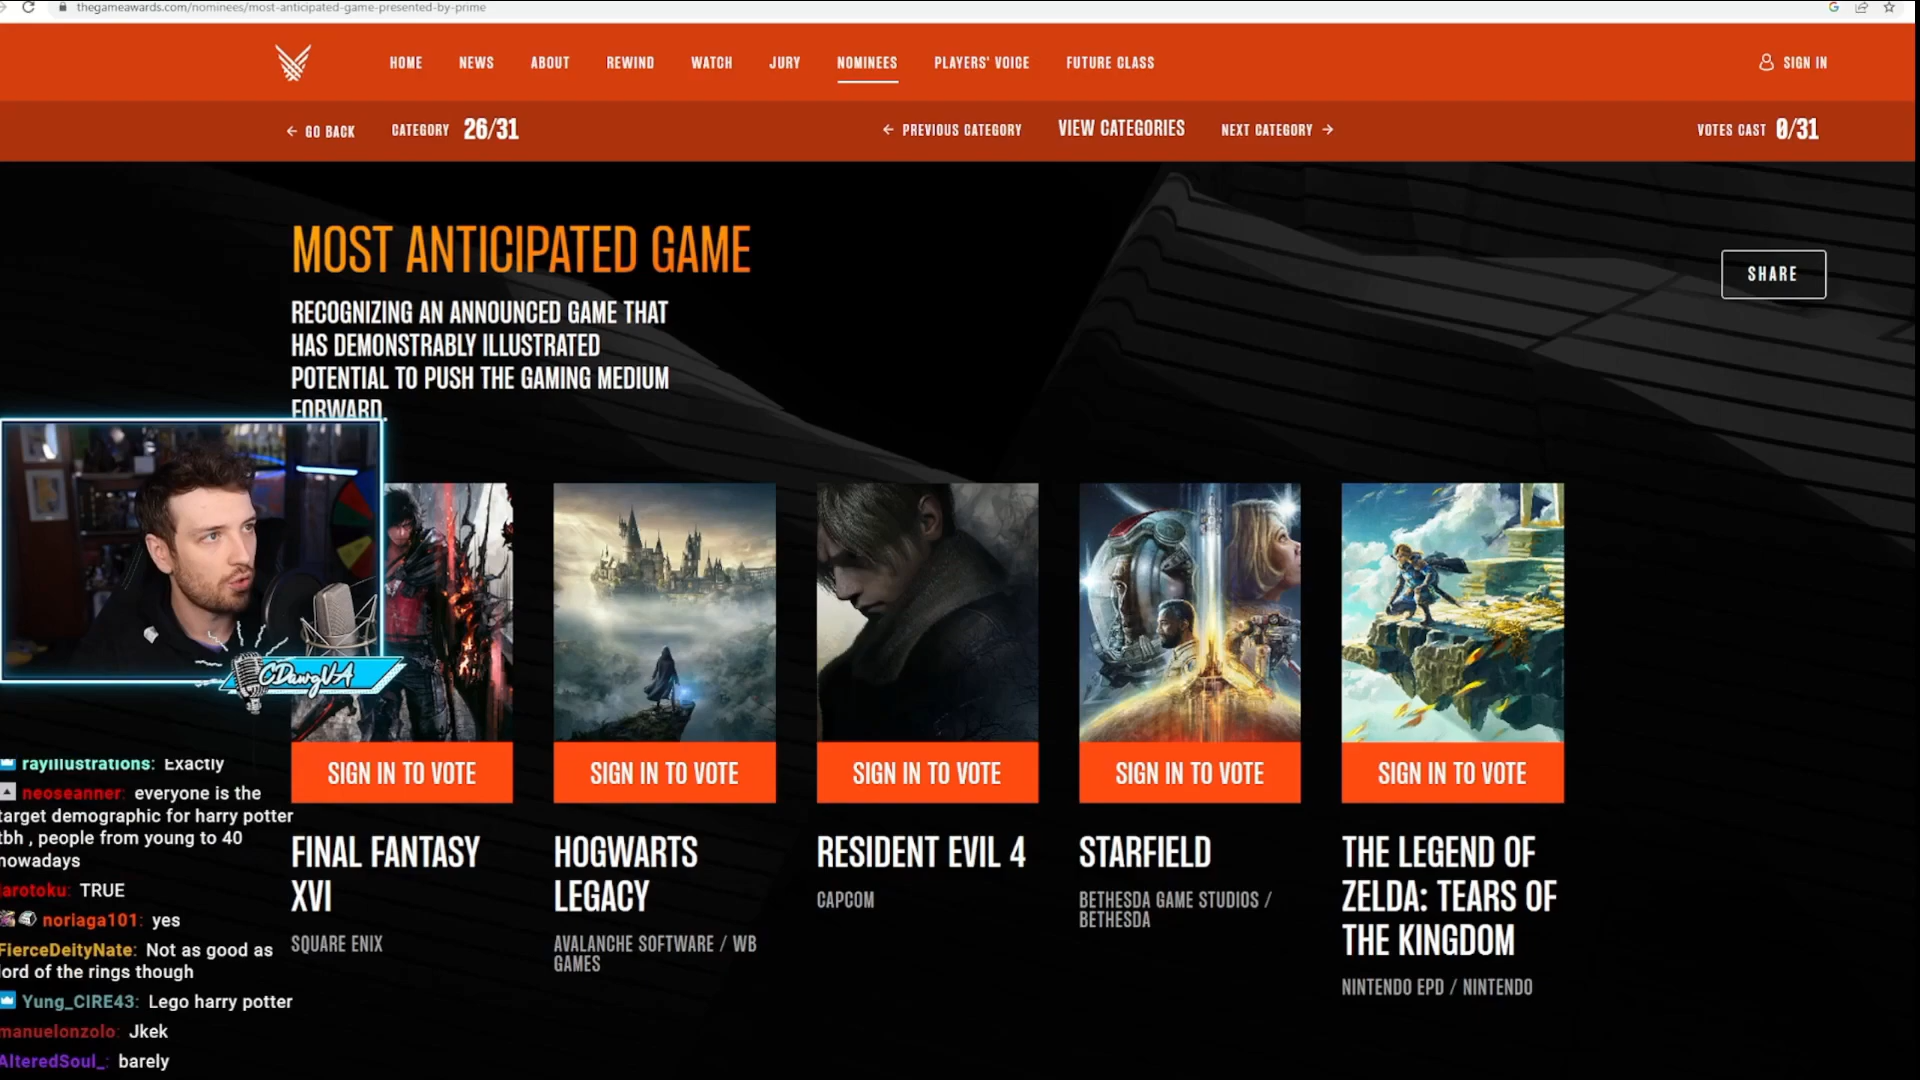 thegameawards.com/nominees/most-anticipated-game-presented-by-prime
HOME NEWS ABOUT REWIND WATCH JURY NOMINEES PLAYERS' VOICE FUTURE CLASS SIGN IN
← GO BACK CATEGORY 26/31 ← PREVIOUS CATEGORY VIEW CATEGORIES NEXT CATEGORY → VOTES CAST 0/31
MOST ANTICIPATED GAME
SHARE
RECOGNIZING AN ANNOUNCED GAME THAT
HAS DEMONSTRABLY ILLUSTRATED
POTENTIAL TO PUSH THE GAMING MEDIUM
FORWARD.
CDawgVA
SIGN IN TO VOTE SIGN IN TO VOTE SIGN IN TO VOTE SIGN IN TO VOTE SIGN IN TO VOTE
FINAL FANTASY
XVI
SQUARE ENIX
HOGWARTS
LEGACY
AVALANCHE SOFTWARE / WB
GAMES
RESIDENT EVIL 4
CAPCOM
STARFIELD
BETHESDA GAME STUDIOS /
BETHESDA
THE LEGEND OF
ZELDA: TEARS OF
THE KINGDOM
NINTENDO EPD / NINTENDO
rayillustrations: Exactly
neoseanner: everyone is the
target demographic for harry potter
tbh , people from young to 40
nowadays
arotoku: TRUE
noriaga101: yes
FierceDeityNate: Not as good as
lord of the rings though
Yung_CIRE43: Lego harry potter
manuelonzolo: Jkek
AlteredSoul_: barely